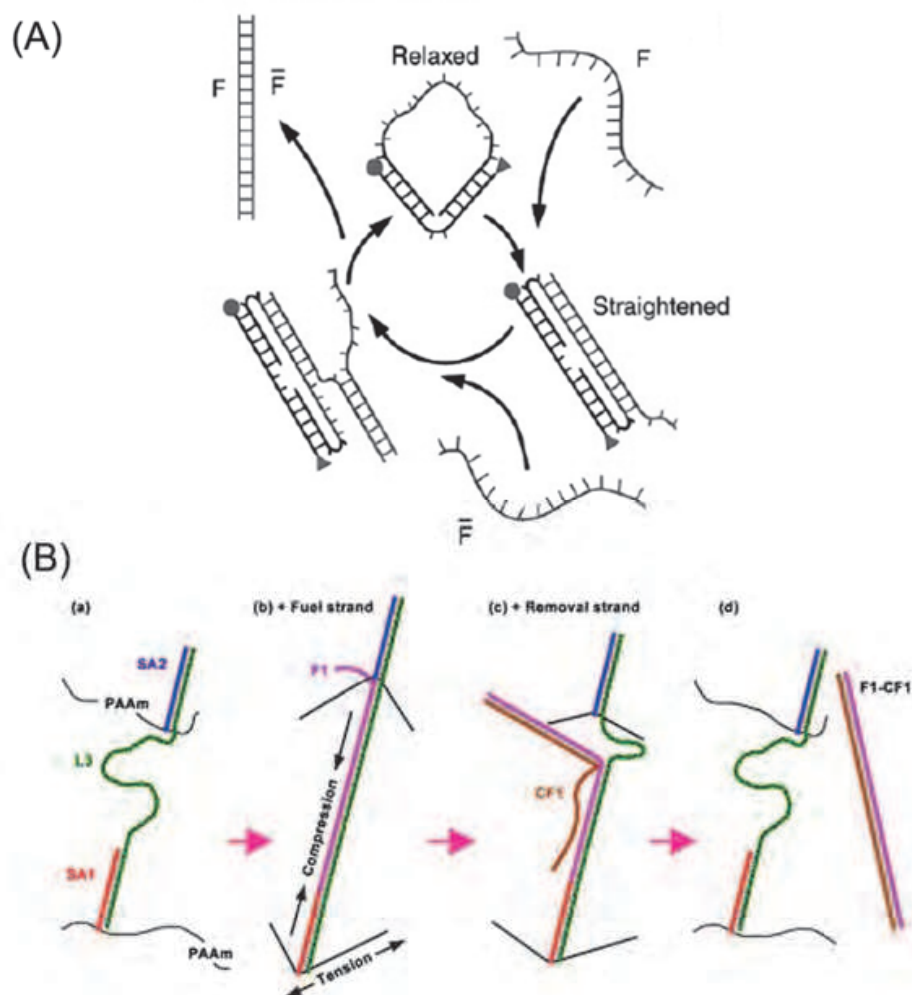 (A)
F
F̅
Relaxed
F
Straightened
F̅
(B)
(a)
(b) + Fuel strand
(c) + Removal strand
(d)
SA2
F1
F1-CF1
PAAm
L3
Compression
CF1
SA1
PAAm
Tension